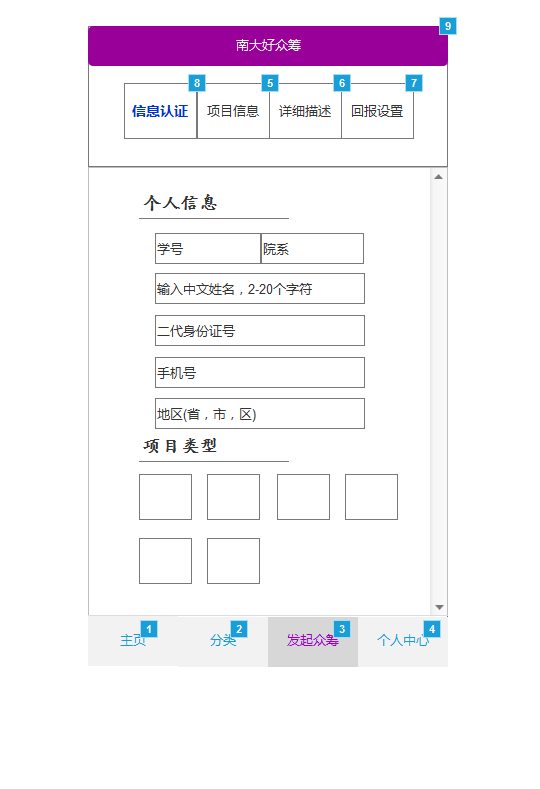 9
南大好众筹
8 5 6 7
信息认证 项目信息 详细描述 回报设置
个人信息
学号 院系
输入中文姓名，2-20个字符
二代身份证号
手机号
地区(省，市，区)
项目类型
1 2 3 4
主页 分类 发起众筹 个人中心